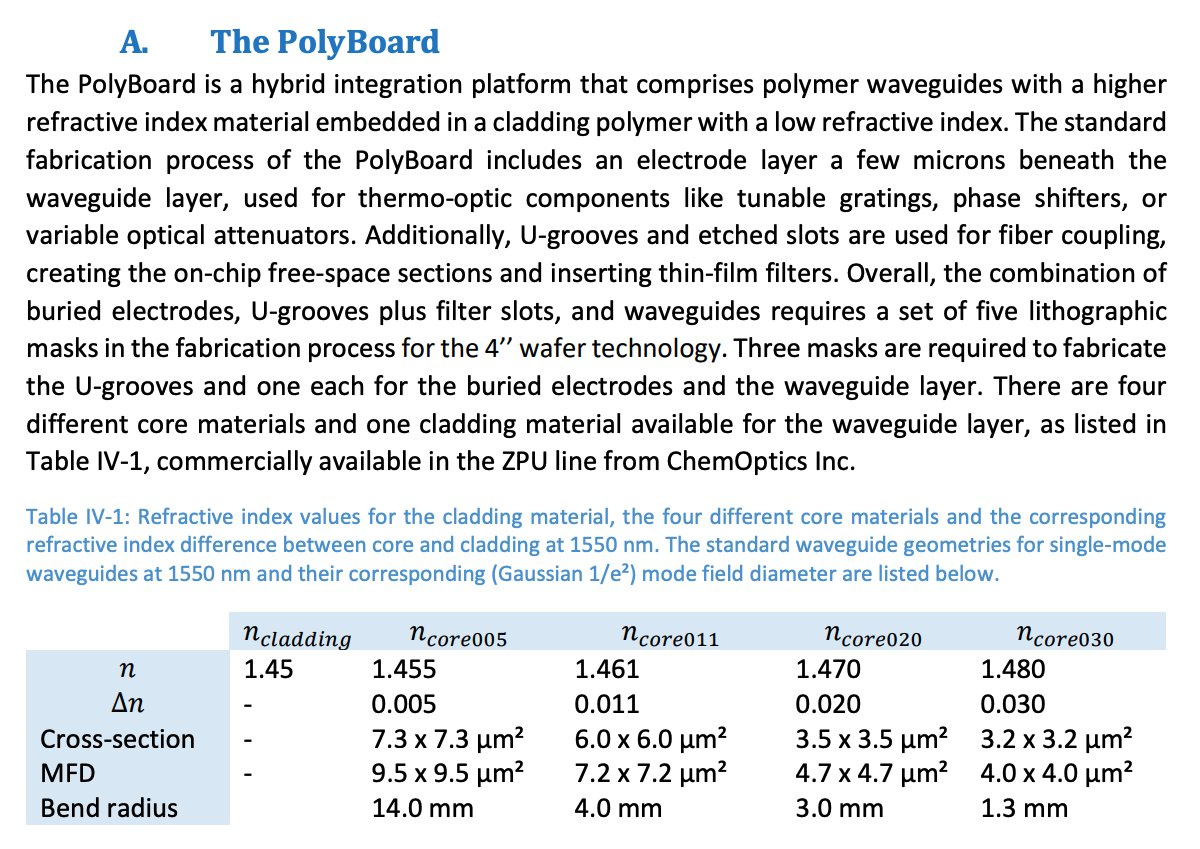 A. The PolyBoard
The PolyBoard is a hybrid integration platform that comprises polymer waveguides with a higher
refractive index material embedded in a cladding polymer with a low refractive index. The standard
fabrication process of the PolyBoard includes an electrode layer a few microns beneath the
waveguide layer, used for thermo-optic components like tunable gratings, phase shifters, or
variable optical attenuators. Additionally, U-grooves and etched slots are used for fiber coupling,
creating the on-chip free-space sections and inserting thin-film filters. Overall, the combination of
buried electrodes, U-grooves plus filter slots, and waveguides requires a set of five lithographic
masks in the fabrication process for the 4’’ wafer technology. Three masks are required to fabricate
the U-grooves and one each for the buried electrodes and the waveguide layer. There are four
different core materials and one cladding material available for the waveguide layer, as listed in
Table IV-1, commercially available in the ZPU line from ChemOptics Inc.
Table IV-1: Refractive index values for the cladding material, the four different core materials and the corresponding
refractive index difference between core and cladding at 1550 nm. The standard waveguide geometries for single-mode
waveguides at 1550 nm and their corresponding (Gaussian 1/e²) mode field diameter are listed below.
n cladding n core005 n core011 n core020 n core030
n 1.45 1.455 1.461 1.470 1.480
Δn - 0.005 0.011 0.020 0.030
Cross-section - 7.3 x 7.3 µm² 6.0 x 6.0 µm² 3.5 x 3.5 µm² 3.2 x 3.2 µm²
MFD - 9.5 x 9.5 µm² 7.2 x 7.2 µm² 4.7 x 4.7 µm² 4.0 x 4.0 µm²
Bend radius 14.0 mm 4.0 mm 3.0 mm 1.3 mm